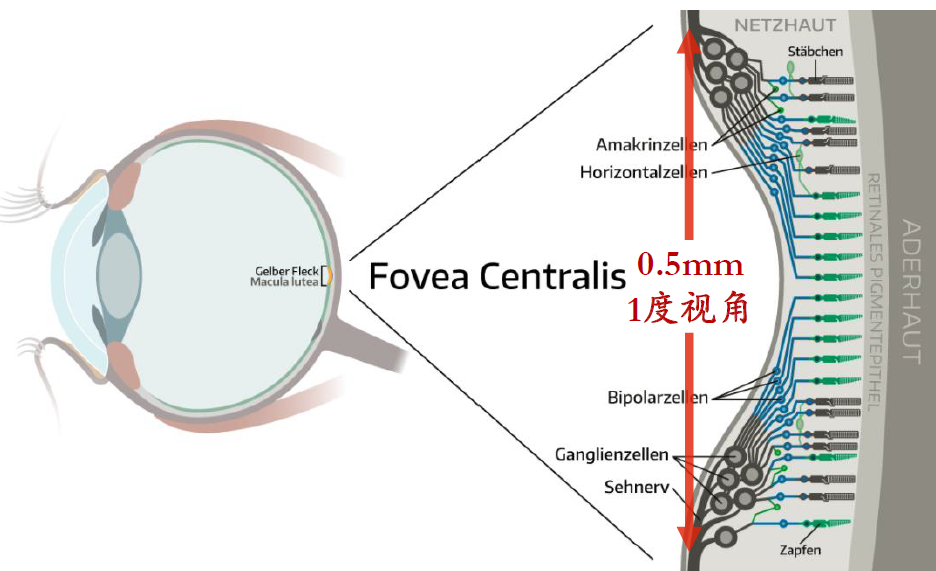 NETZHAUT
Stäbchen
Amakrinzellen
Horizontalzellen
Gelber Fleck
Macula lutea
Fovea Centralis
0.5mm
1度视角
RETINALES PIGMENTEPITHEL
ADERHAUT
Bipolarzellen
Ganglienzellen
Sehnerv
Zapfen